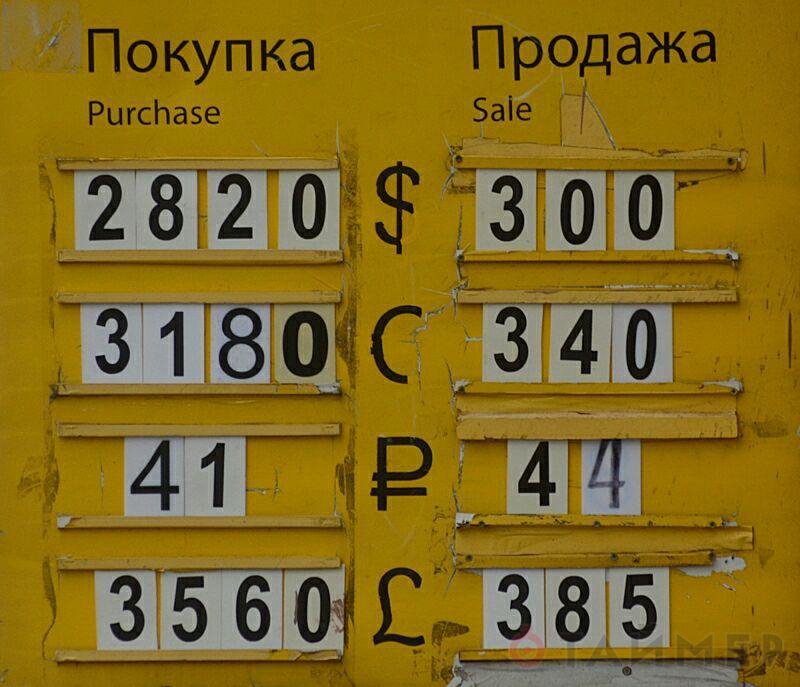 Покупка Продажа
Purchase Sale
2820 $ 300
3180 € 340
41 ₽ 44
3560 £ 385
ТАЙМЕР